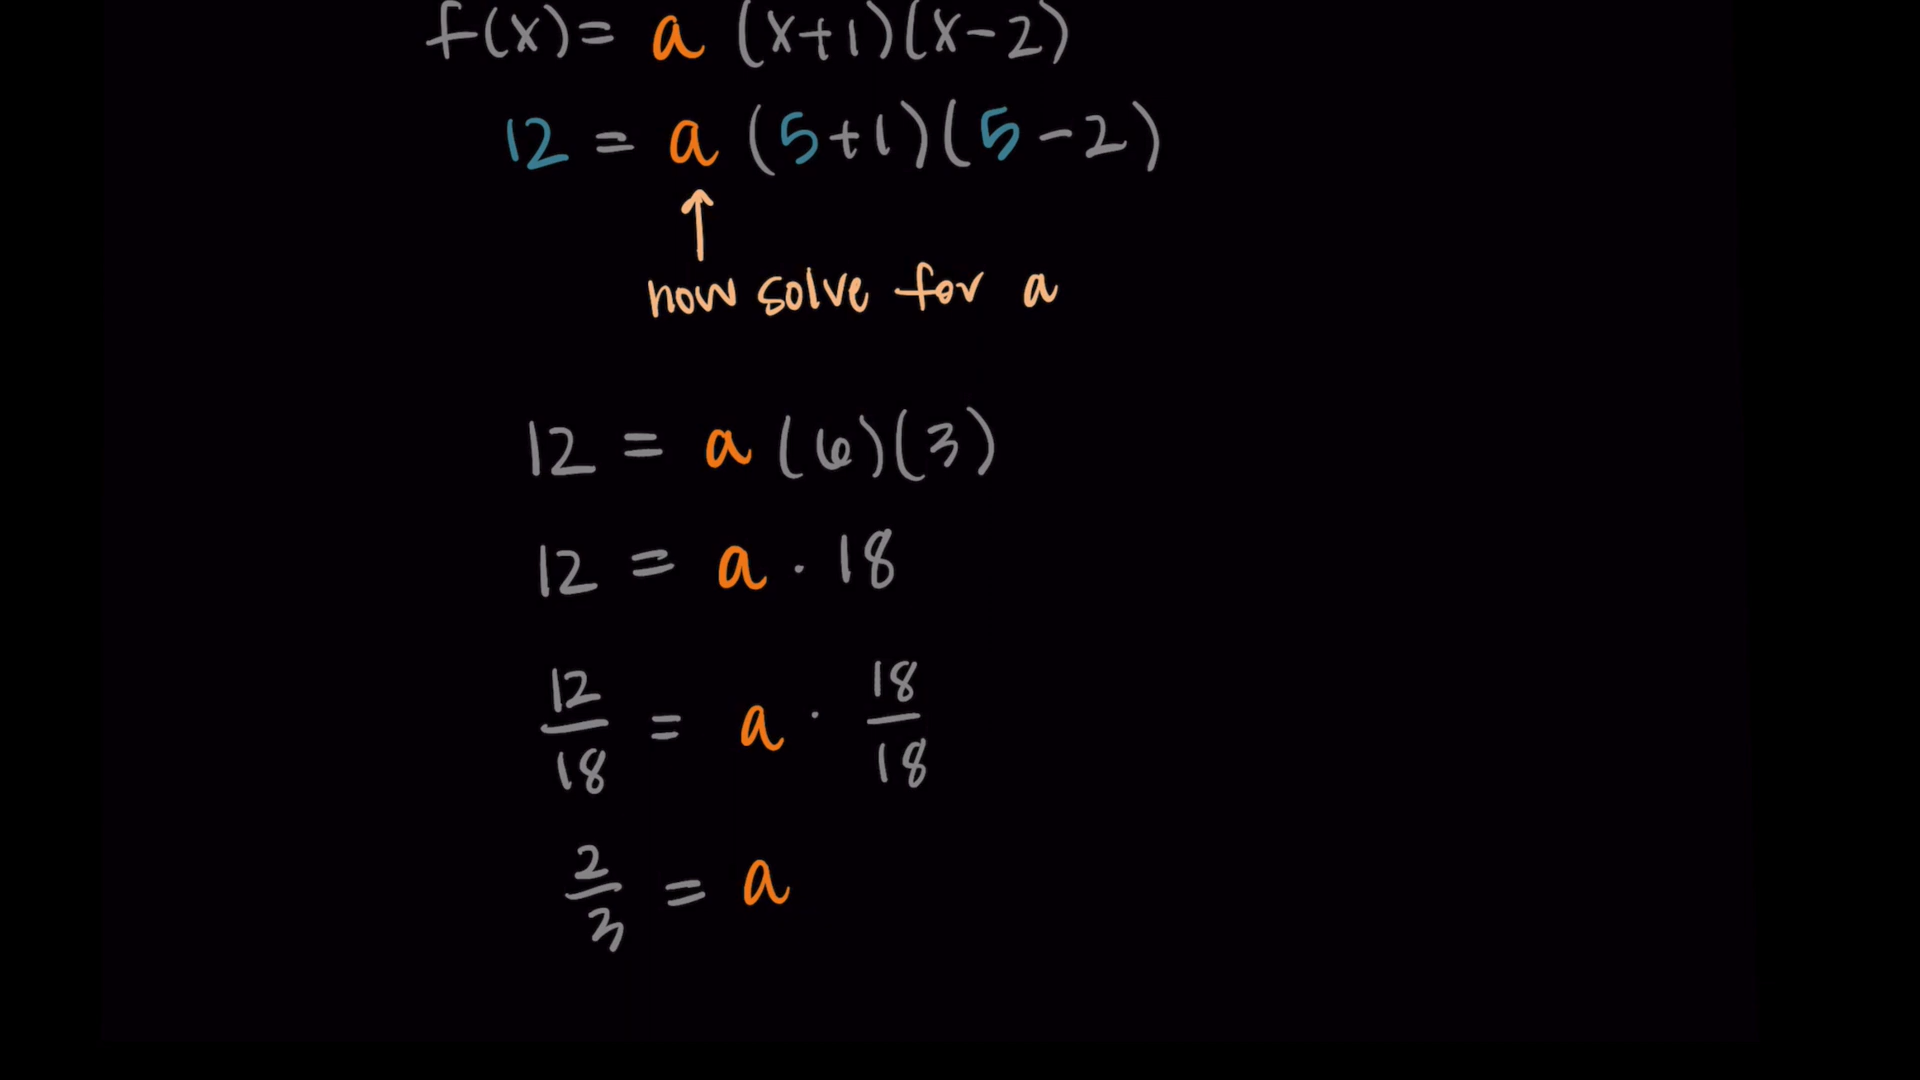 f(x)= a (x+1)(x-2)
12 = a (5+1)(5-2)
↑
now solve for a
12 = a (6)(3)
12 = a · 18
12/18 = a · 18/18
2/3 = a